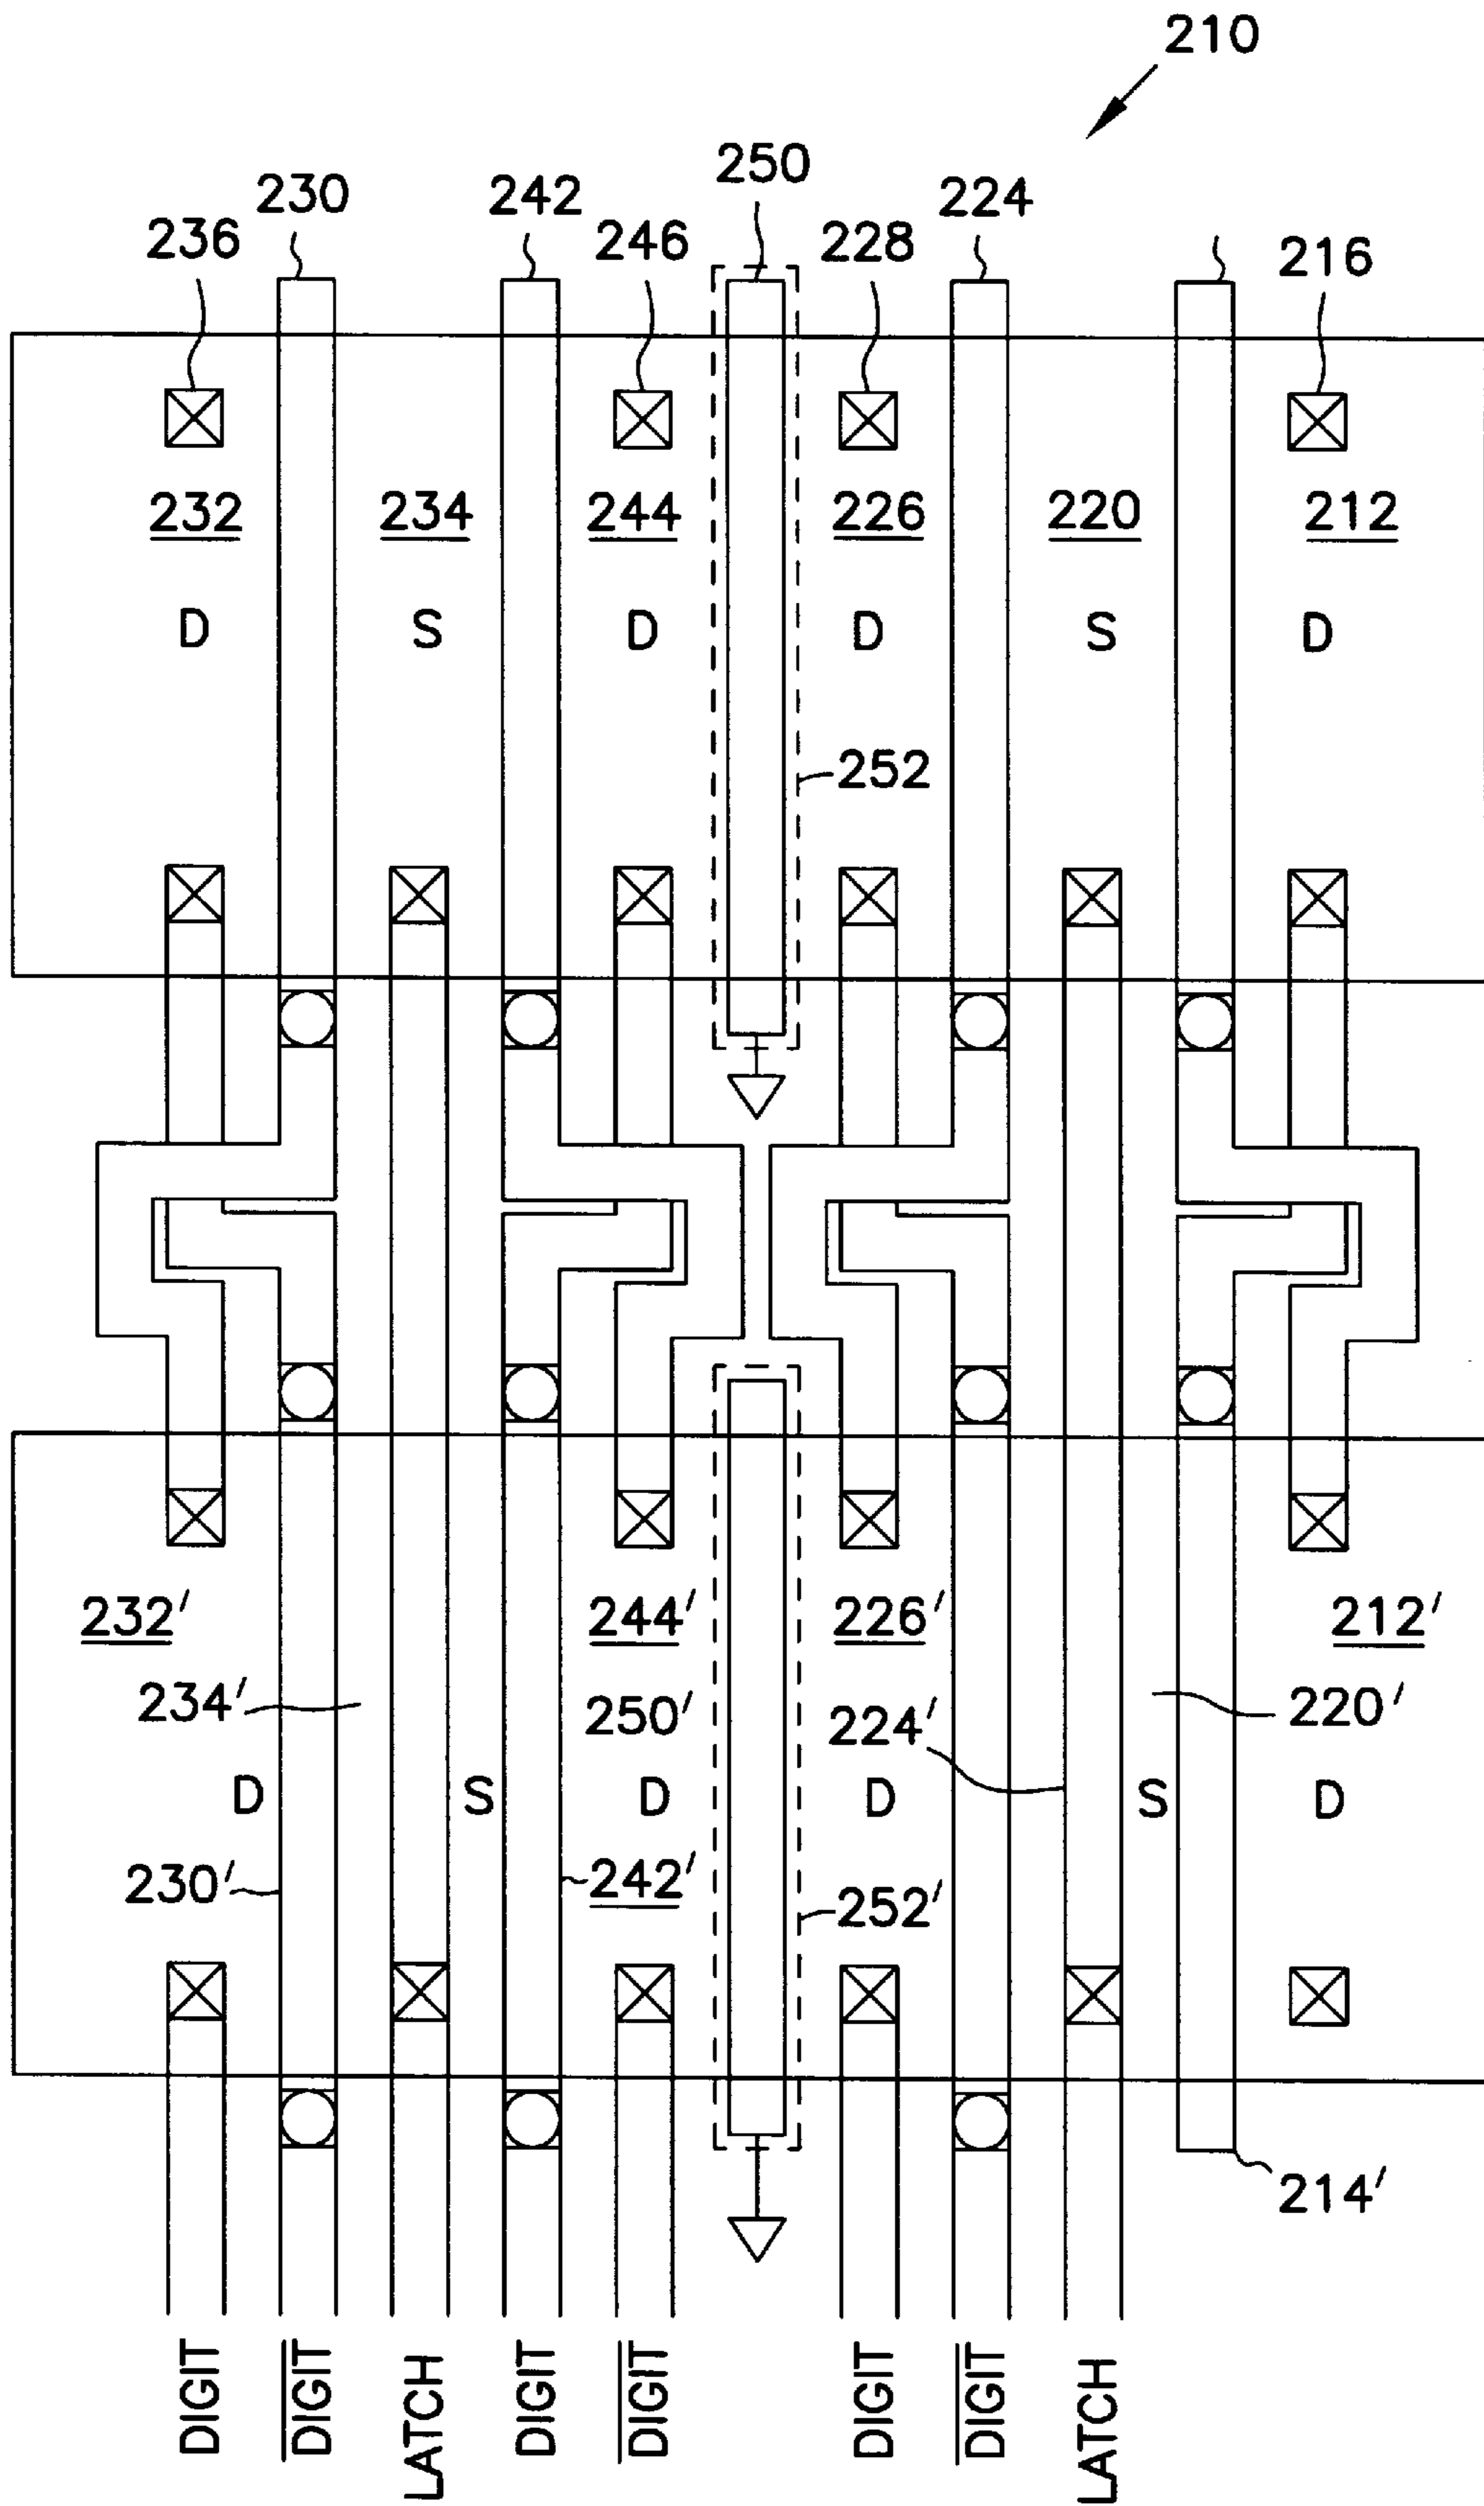 210
250
230
242
224
236
246
228
216
232
234
244
226
220
212
D
S
D
D
S
D
252
232'
244'
226'
212'
234'
250'
224'
220'
D
S
D
D
S
D
230'
242'
252'
214'
DIGIT
DIGIT
LATCH
DIGIT
DIGIT
DIGIT
DIGIT
LATCH